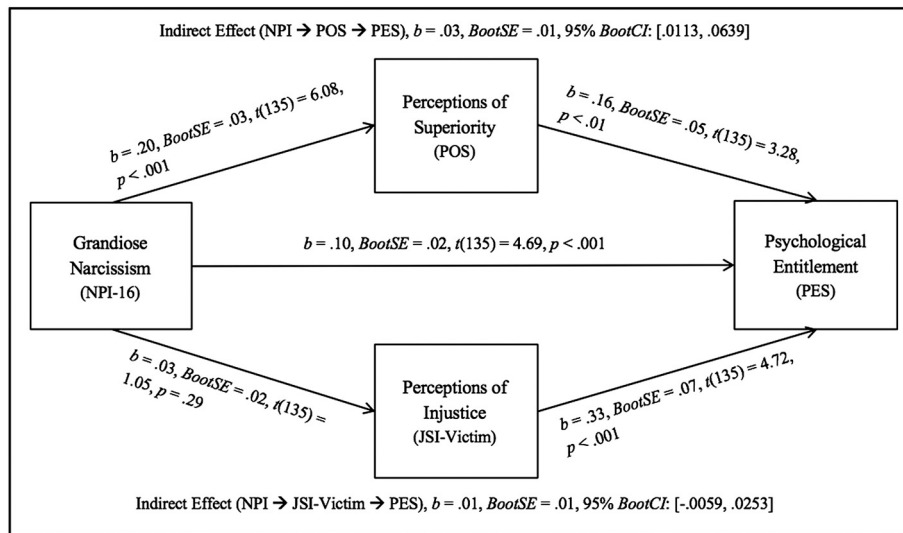 Indirect Effect (NPI → POS → PES), b = .03, BootSE = .01, 95% BootCI: [.0113, .0639]
b = .20, BootSE = .03, t(135) = 6.08,
p < .001
Perceptions of
Superiority
(POS)
b = .16, BootSE = .05, t(135) = 3.28,
p < .01
Grandiose
Narcissism
(NPI-16)
b = .10, BootSE = .02, t(135) = 4.69, p < .001
Psychological
Entitlement
(PES)
b = .03, BootSE = .02, t(135) =
1.05, p = .29
Perceptions of
Injustice
(JSI-Victim)
b = .33, BootSE = .07, t(135) = 4.72,
p < .001
Indirect Effect (NPI → JSI-Victim → PES), b = .01, BootSE = .01, 95% BootCI: [-.0059, .0253]